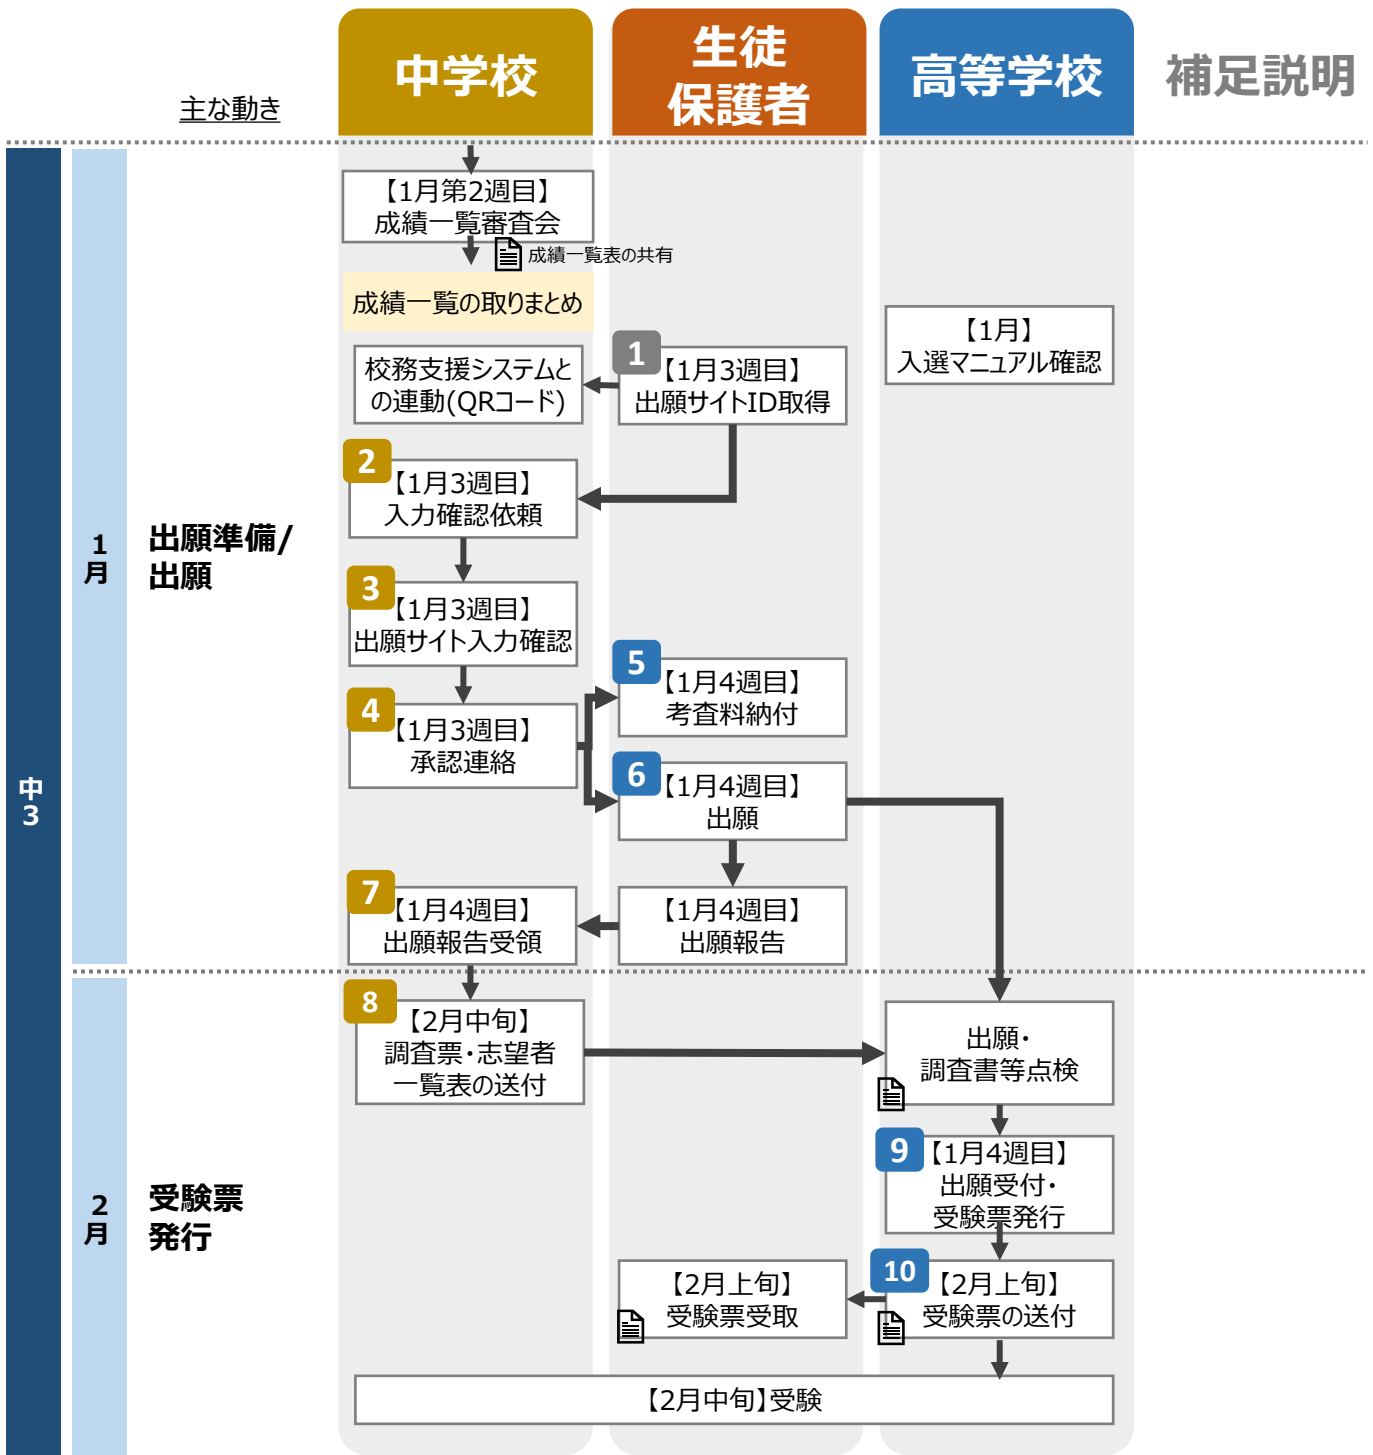 主な動き
中学校
生徒
保護者
高等学校
補足説明
中3
1月
出願準備/
出願
【1月第2週目】
成績一覧審査会
成績一覧表の共有
成績一覧の取りまとめ
【1月】
入選マニュアル確認
校務支援システムと
の連動(QRコード)
1
【1月3週目】
出願サイトID取得
2
【1月3週目】
入力確認依頼
3
【1月3週目】
出願サイト入力確認
4
【1月3週目】
承認連絡
5
【1月4週目】
考査料納付
6
【1月4週目】
出願
7
【1月4週目】
出願報告受領
【1月4週目】
出願報告
2月
受験票
発行
8
【2月中旬】
調査票・志望者
一覧表の送付
出願・
調査書等点検
9
【1月4週目】
出願受付・
受験票発行
10
【2月上旬】
受験票の送付
【2月上旬】
受験票受取
【2月中旬】受験